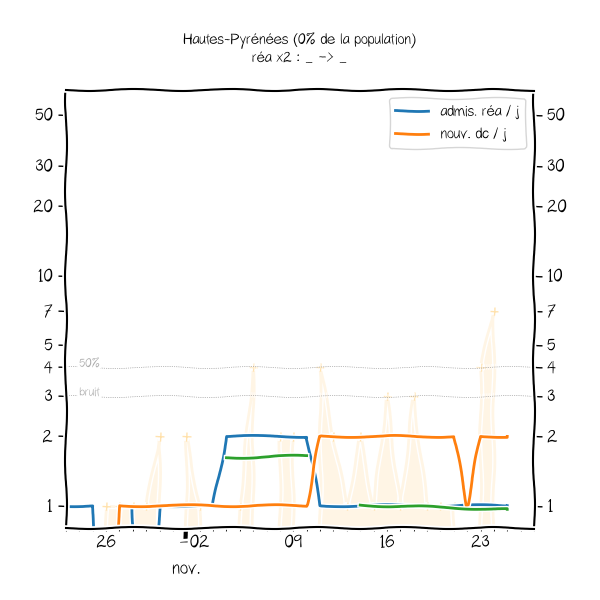 Hautes-Pyrénées (0% de la population)
réa x2 : _ -> _
admis. réa / j
nouv. dc / j
50 50
30 30
20 20
10 10
7 7
5 5
50%
4 4
bruit
3 3
2 2
1 1
26 02 09 16 23
nov.